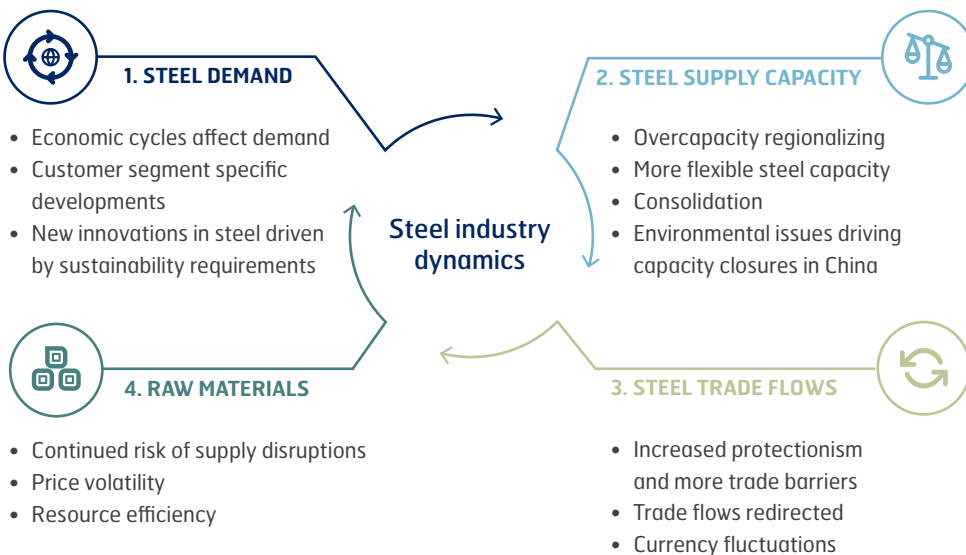 1. STEEL DEMAND
• Economic cycles affect demand
• Customer segment specific
developments
• New innovations in steel driven
by sustainability requirements
2. STEEL SUPPLY CAPACITY
• Overcapacity regionalizing
• More flexible steel capacity
• Consolidation
• Environmental issues driving
capacity closures in China
Steel industry
dynamics
4. RAW MATERIALS
• Continued risk of supply disruptions
• Price volatility
• Resource efficiency
3. STEEL TRADE FLOWS
• Increased protectionism
and more trade barriers
• Trade flows redirected
• Currency fluctuations